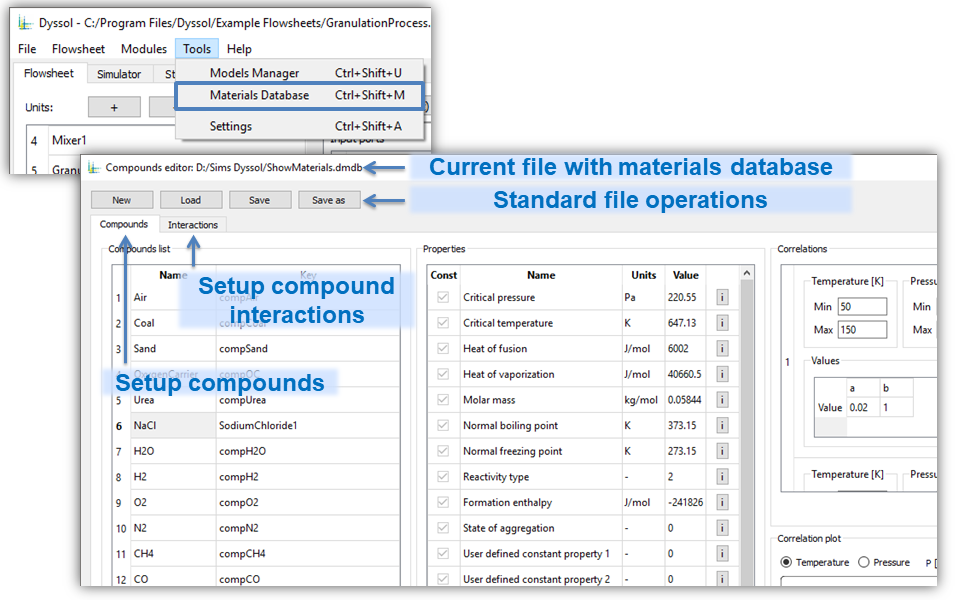 Dyssol - C:/Program Files/Dyssol/Example Flowsheets/GranulationProcess.
File Flowsheet Modules Tools Help
Flowsheet Simulator St
Models Manager Ctrl+Shift+U
Materials Database Ctrl+Shift+M
Settings Ctrl+Shift+A
Units: +
4 Mixer1
Input ports
5 Granu
Compounds editor: D:/Sims Dyssol/ShowMaterials.dmdb
Current file with materials database
New Load Save Save as
Standard file operations
Compounds Interactions
Compounds list
Name Key
1 Air compAir
2 Coal compCoal
3 Sand compSand
4 OxygenCarrier compOC
5 Urea compUrea
6 NaCl SodiumChloride1
7 H2O compH2O
8 H2 compH2
9 O2 compO2
10 N2 compN2
11 CH4 compCH4
12 CO compCO
Setup compound
interactions
Setup compounds
Properties
Const Name Units Value
Critical pressure Pa 220.55 i
Critical temperature K 647.13 i
Heat of fusion J/mol 6002 i
Heat of vaporization J/mol 40660.5 i
Molar mass kg/mol 0.05844 i
Normal boiling point K 373.15 i
Normal freezing point K 273.15 i
Reactivity type - 2 i
Formation enthalpy J/mol -241826 i
State of aggregation - 0 i
User defined constant property 1 - 0 i
User defined constant property 2 - 0 i
Correlations
Temperature [K] Pressu
Min 50 Min
Max 150 Max
1
Values
a b
Value 0.02 1
Temperature [K] Pressu
Correlation plot
Temperature Pressure P [